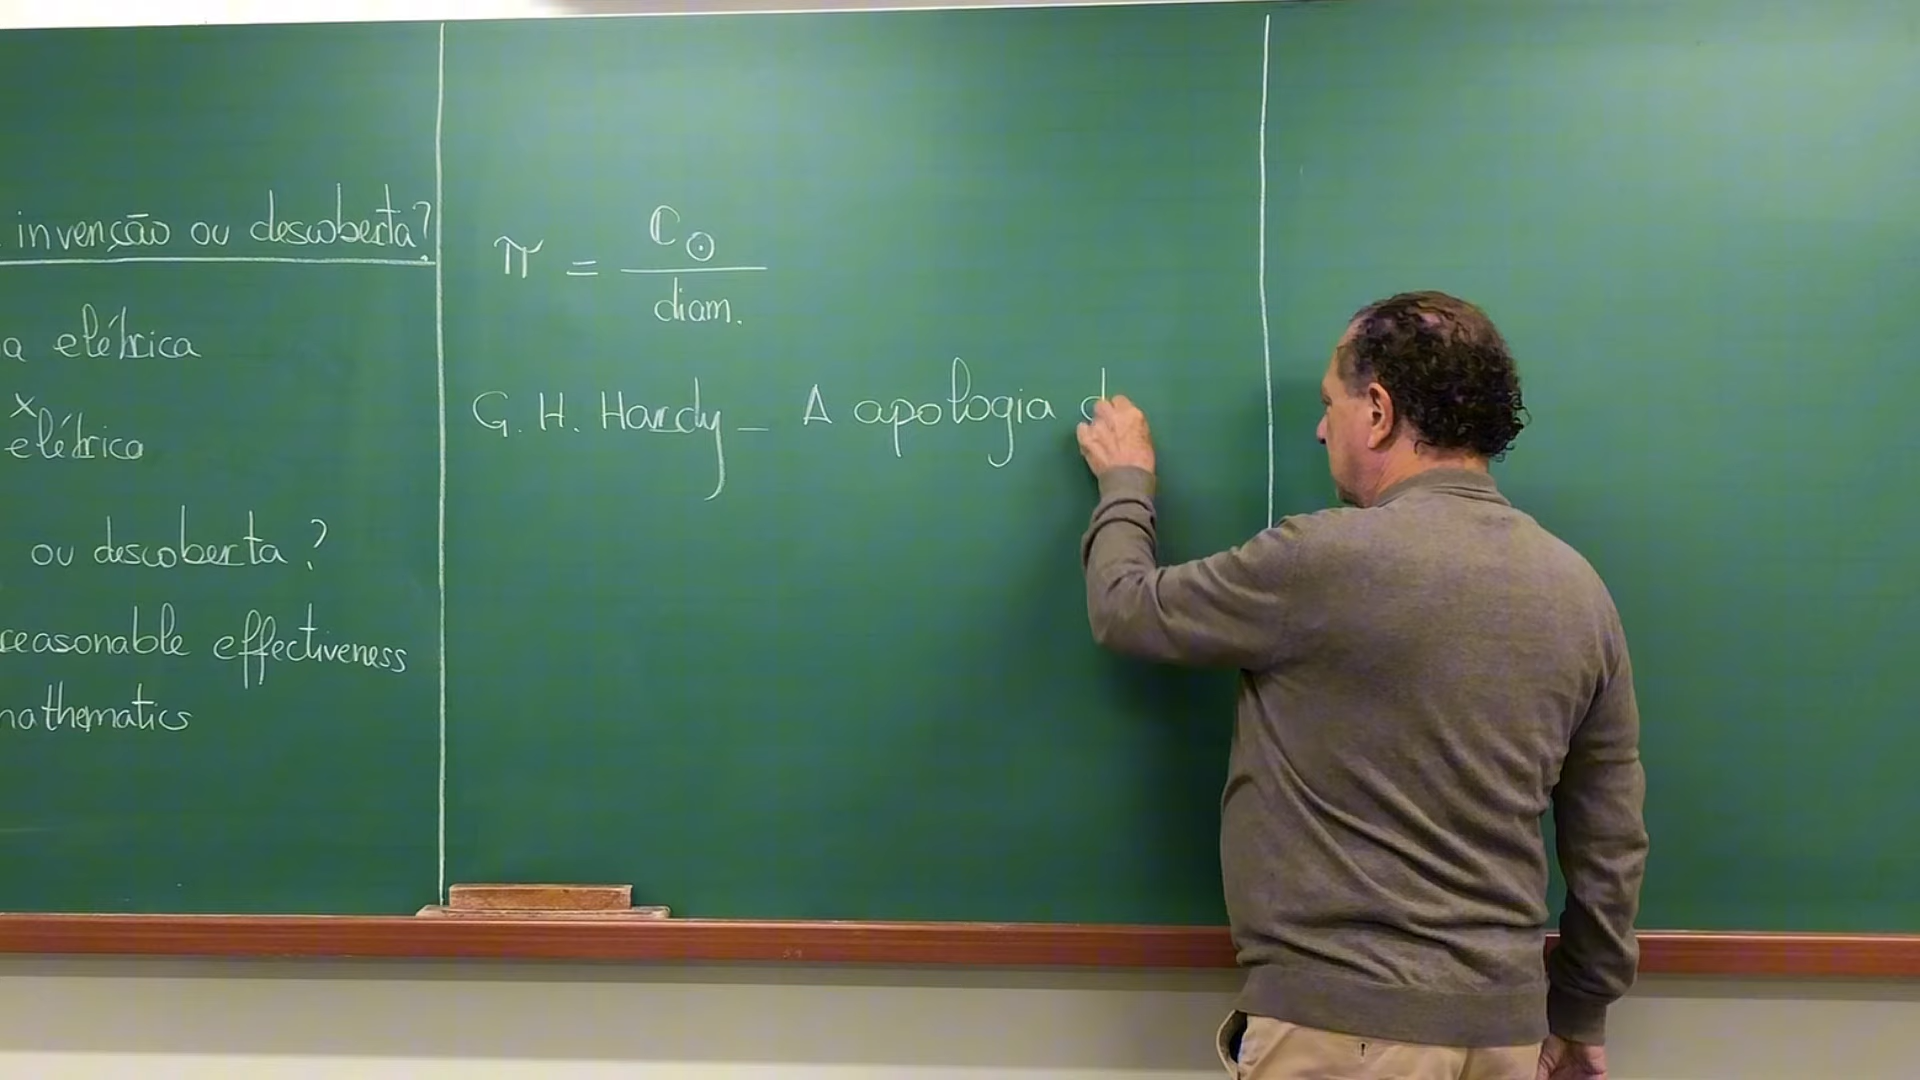 invenção ou descoberta?
a elétrica
x
elétrica
ou descoberta?
reasonable effectiveness
mathematics
π = C⊙ / diam.
G. H. Hardy – A apologia d